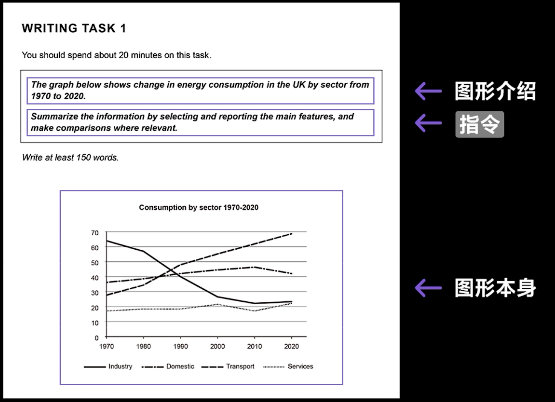 WRITING TASK 1
You should spend about 20 minutes on this task.
The graph below shows change in energy consumption in the UK by sector from
1970 to 2020.
图形介绍
Summarize the information by selecting and reporting the main features, and
make comparisons where relevant.
指令
Write at least 150 words.
Consumption by sector 1970-2020
70
60
50
40
30
20
10
0
1970 1980 1990 2000 2010 2020
Industry Domestic Transport Services
图形本身